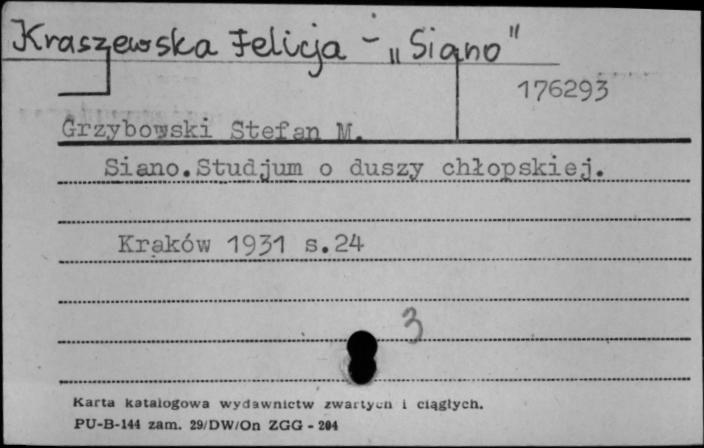 Kraszewska Felicja - „Siano"
176293
Grzybowski Stefan M.
Siano.Studjum o duszy chłopskiej.
Kraków 1931 s.24
3
Karta katalogowa wydawnictw zwartych i ciągłych.
PU-B-144 zam. 29/DW/On ZGG - 204